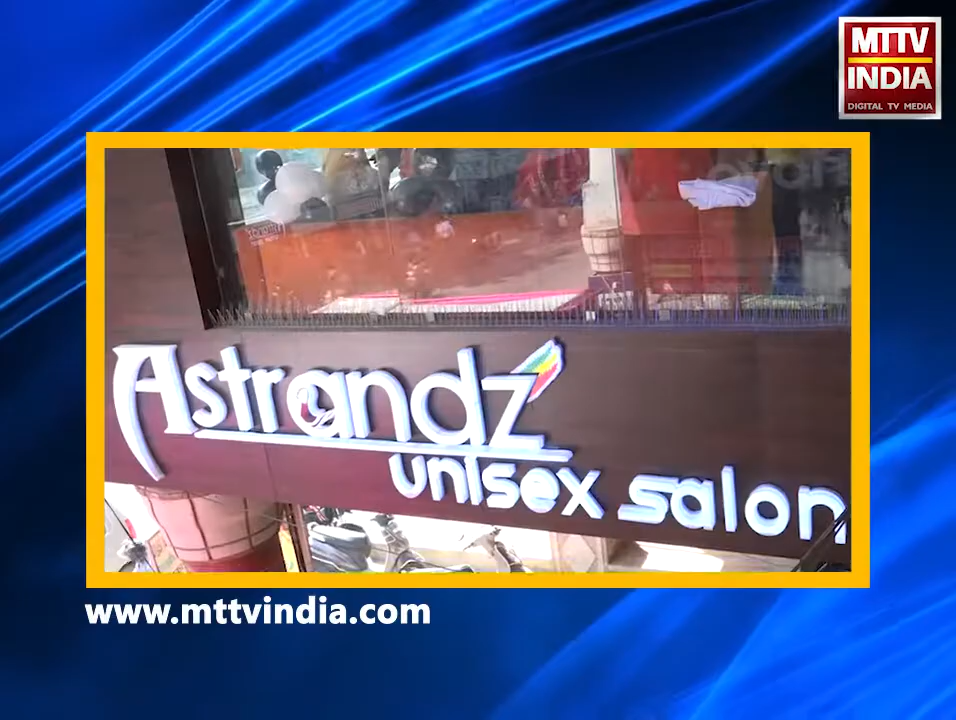 MTTV
INDIA
DIGITAL TV MEDIA
Astrandz
unisex salon
www.mttvindia.com